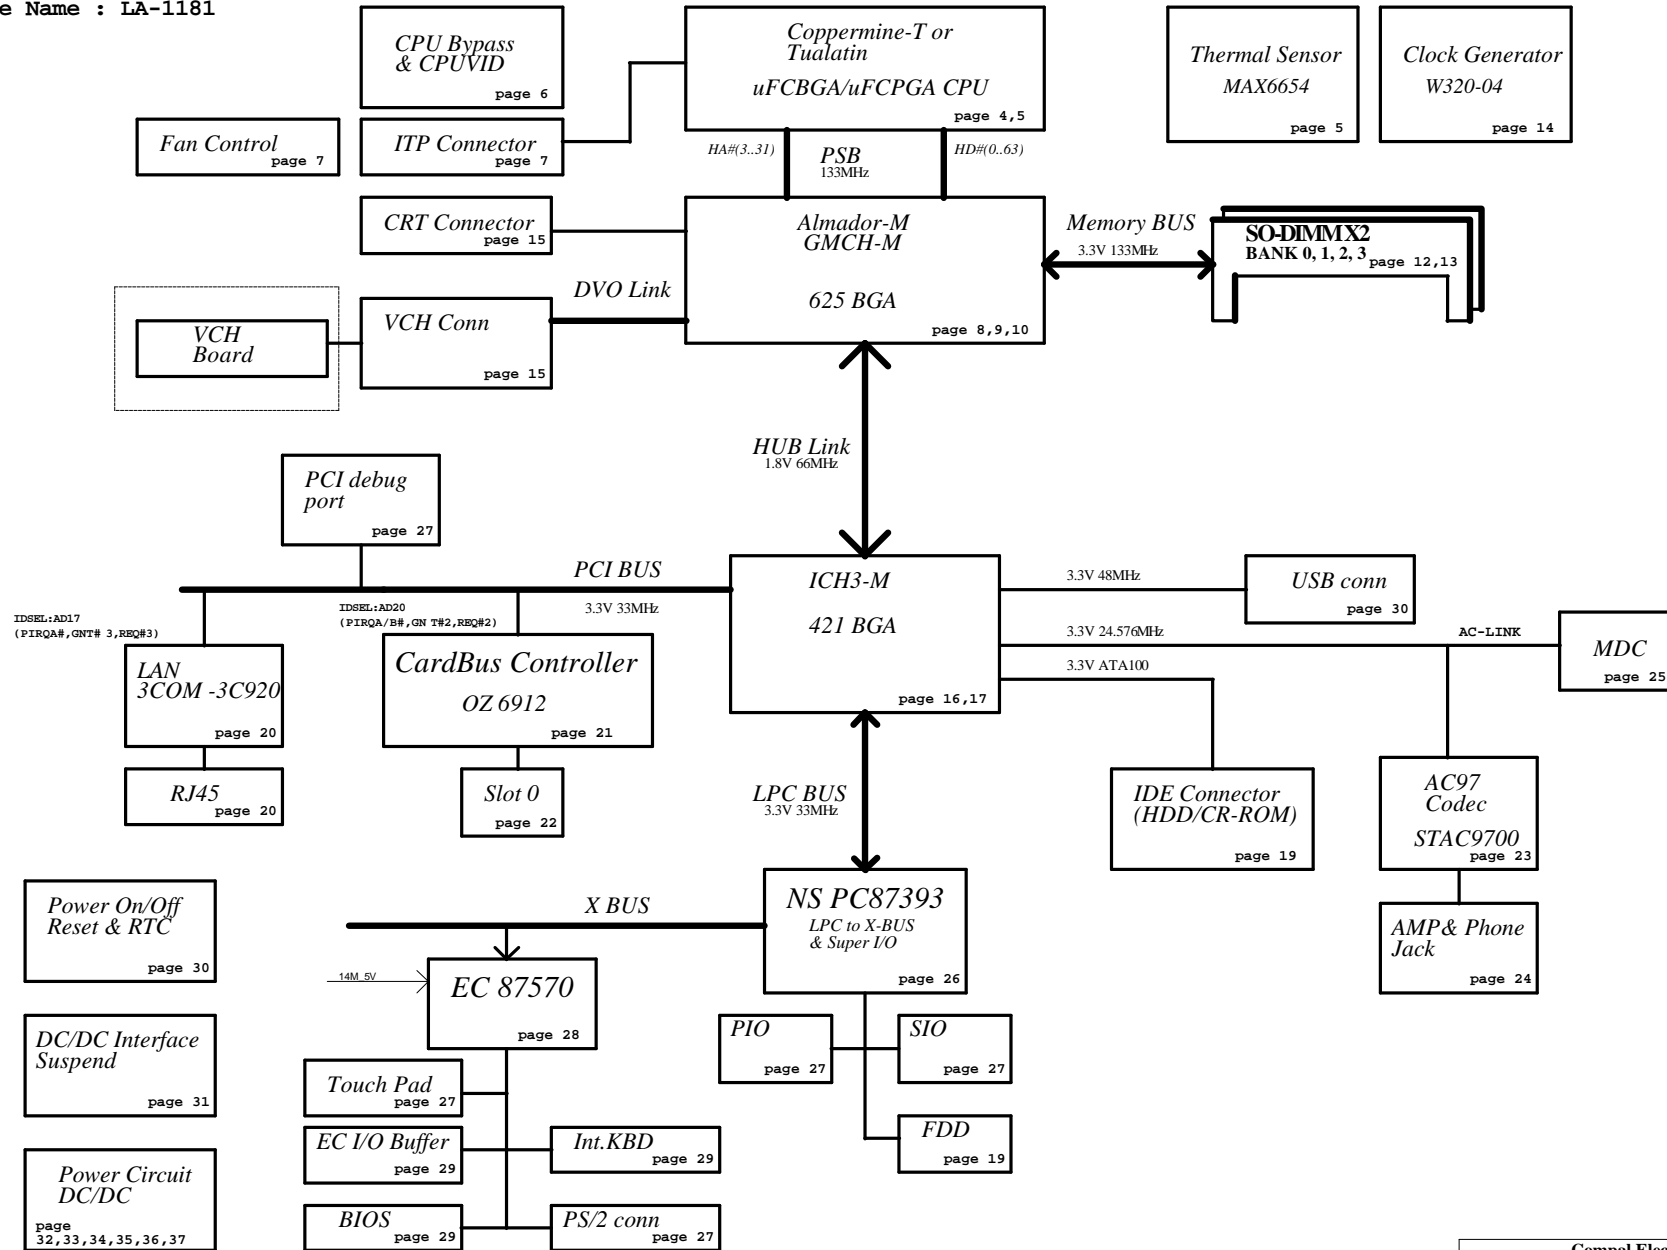 : LA-1181
CPU Bypass
& CPUVID
page 6
Coppermine-T or
Tualatin
uFCBGA/uFCPGA CPU
page 4,5
Thermal Sensor
MAX6654
page 5
Clock Generator
W320-04
page 14
Fan Control
page 7
ITP Connector
page 7
HA#(3..31)
PSB
133MHz
HD#(0..63)
CRT Connector
page 15
Almador-M
GMCH-M
625 BGA
page 8,9,10
Memory BUS
3.3V 133MHz
SO-DIMM X2
BANK 0, 1, 2, 3
page 12,13
DVO Link
VCH
Board
VCH Conn
page 15
HUB Link
1.8V 66MHz
PCI debug
port
page 27
PCI BUS
3.3V 33MHz
IDSEL:AD17
(PIRQA#,GNT# 3,REQ#3)
IDSEL:AD20
(PIRQA/B#,GN T#2,REQ#2)
ICH3-M
421 BGA
page 16,17
3.3V 48MHz
USB conn
page 30
3.3V 24.576MHz
AC-LINK
MDC
page 25
3.3V ATA100
LAN
3COM -3C920
page 20
CardBus Controller
OZ 6912
page 21
RJ45
page 20
Slot 0
page 22
LPC BUS
3.3V 33MHz
IDE Connector
(HDD/CR-ROM)
page 19
AC97
Codec
STAC9700
page 23
AMP& Phone
Jack
page 24
Power On/Off
Reset & RTC
page 30
X BUS
NS PC87393
LPC to X-BUS
& Super I/O
page 26
14M_5V
EC 87570
page 28
DC/DC Interface
Suspend
page 31
PIO
page 27
SIO
page 27
Touch Pad
page 27
EC I/O Buffer
page 29
Int.KBD
page 29
FDD
page 19
Power Circuit
DC/DC
page
32,33,34,35,36,37
BIOS
page 29
PS/2 conn
page 27